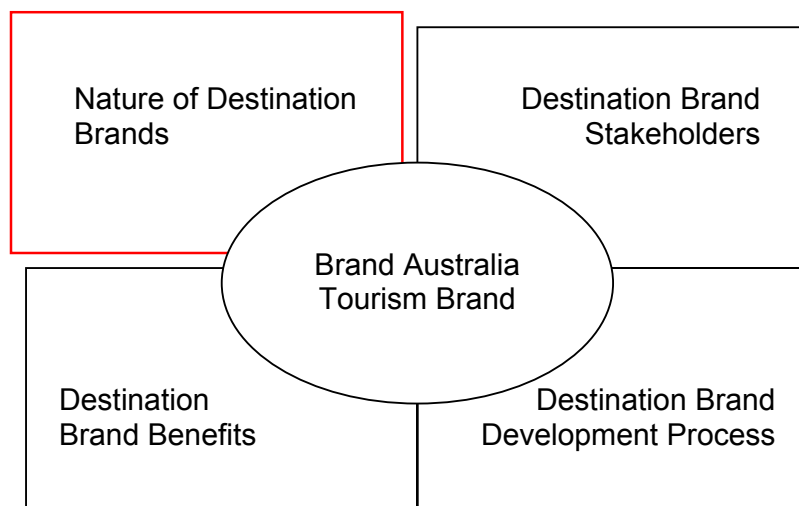 Nature of Destination
Brands
Destination Brand
Stakeholders
Brand Australia
Tourism Brand
Destination
Brand Benefits
Destination Brand
Development Process